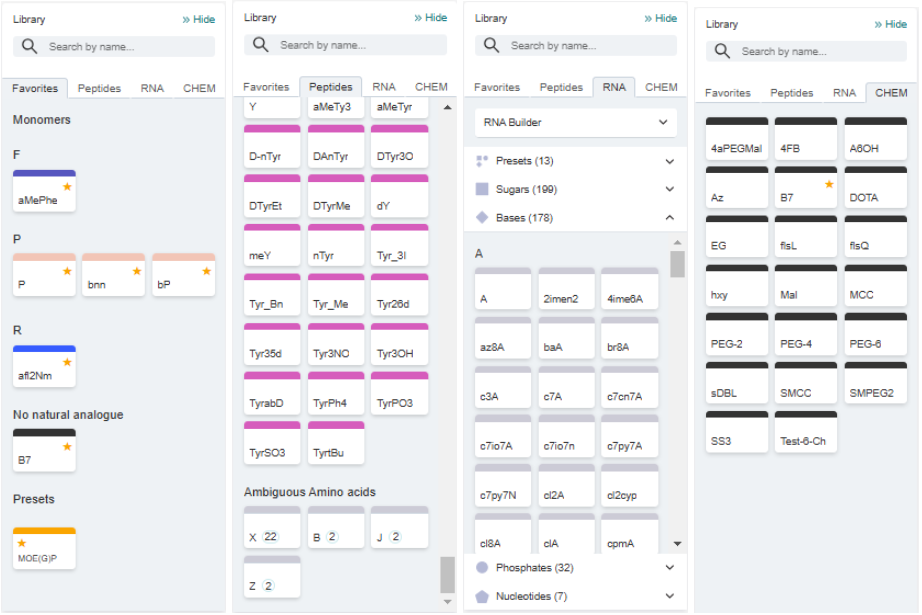 Library
» Hide
Search by name...
Favorites Peptides RNA CHEM
Monomers
F
aMePhe
P
P bnn bP
R
afl2Nm
No natural analogue
B7
Presets
MOE(G)P
Library
» Hide
Search by name...
Favorites Peptides RNA CHEM
Y aMeTy3 aMeTyr
D-nTyr DAnTyr DTyr3O
DTyrEt DTyrMe dY
meY nTyr Tyr_3I
Tyr_Bn Tyr_Me Tyr26d
Tyr35d Tyr3NO Tyr3OH
TyrabD TyrPh4 TyrPO3
TyrSO3 TyrtBu
Ambiguous Amino acids
X 22 B 2 J 2
Z 2
Library
» Hide
Search by name...
Favorites Peptides RNA CHEM
RNA Builder
Presets (13)
Sugars (199)
Bases (178)
A
A 2imen2 4ime6A
az8A baA br8A
c3A c7A c7cn7A
c7io7A c7io7n c7py7A
c7py7N cl2A cl2cyp
cl8A clA cpmA
Phosphates (32)
Nucleotides (7)
Library
» Hide
Search by name...
Favorites Peptides RNA CHEM
4aPEGMal 4FB A6OH
Az B7 DOTA
EG fIsL fIsQ
hxy Mal MCC
PEG-2 PEG-4 PEG-6
sDBL SMCC SMPEG2
SS3 Test-6-Ch